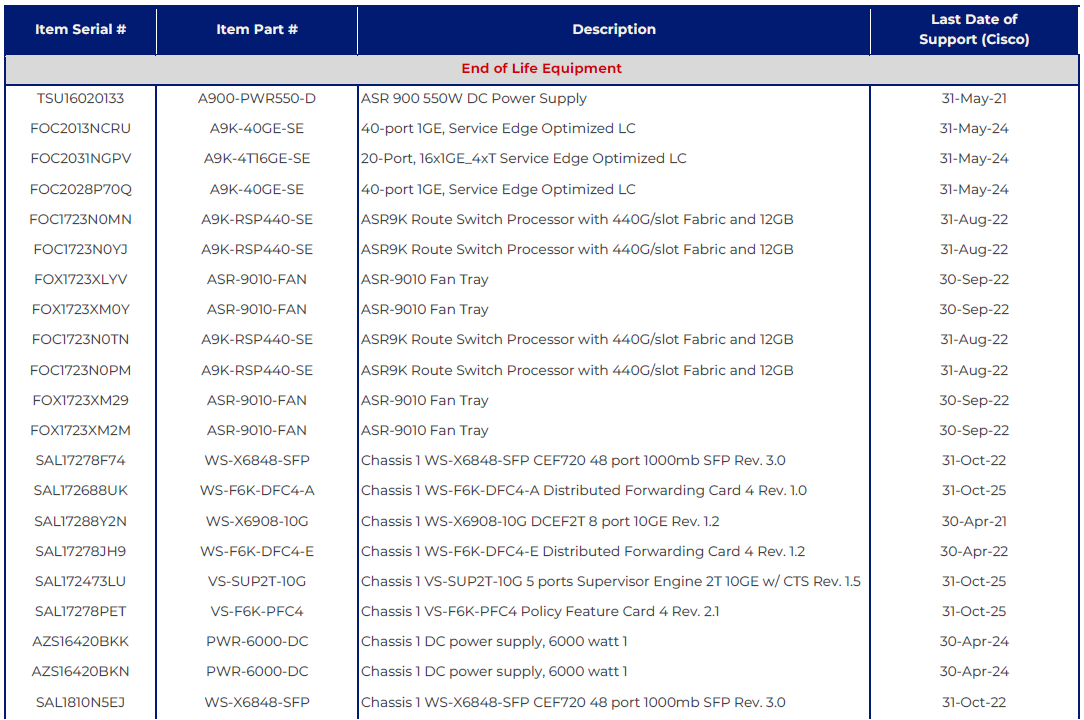 Item Serial # Item Part # Description Last Date of
Support (Cisco)
End of Life Equipment
TSU16020133 A900-PWR550-D ASR 900 550W DC Power Supply 31-May-21
FOC2013NCRU A9K-40GE-SE 40-port 1GE, Service Edge Optimized LC 31-May-24
FOC2031NGPV A9K-4T16GE-SE 20-Port, 16x1GE_4xT Service Edge Optimized LC 31-May-24
FOC2028P70Q A9K-40GE-SE 40-port 1GE, Service Edge Optimized LC 31-May-24
FOC1723N0MN A9K-RSP440-SE ASR9K Route Switch Processor with 440G/slot Fabric and 12GB 31-Aug-22
FOC1723N0YJ A9K-RSP440-SE ASR9K Route Switch Processor with 440G/slot Fabric and 12GB 31-Aug-22
FOX1723XLYV ASR-9010-FAN ASR-9010 Fan Tray 30-Sep-22
FOX1723XM0Y ASR-9010-FAN ASR-9010 Fan Tray 30-Sep-22
FOC1723N0TN A9K-RSP440-SE ASR9K Route Switch Processor with 440G/slot Fabric and 12GB 31-Aug-22
FOC1723N0PM A9K-RSP440-SE ASR9K Route Switch Processor with 440G/slot Fabric and 12GB 31-Aug-22
FOX1723XM29 ASR-9010-FAN ASR-9010 Fan Tray 30-Sep-22
FOX1723XM2M ASR-9010-FAN ASR-9010 Fan Tray 30-Sep-22
SAL17278F74 WS-X6848-SFP Chassis 1 WS-X6848-SFP CEF720 48 port 1000mb SFP Rev. 3.0 31-Oct-22
SAL172688UK WS-F6K-DFC4-A Chassis 1 WS-F6K-DFC4-A Distributed Forwarding Card 4 Rev. 1.0 31-Oct-25
SAL17288Y2N WS-X6908-10G Chassis 1 WS-X6908-10G DCEF2T 8 port 10GE Rev. 1.2 30-Apr-21
SAL17278JH9 WS-F6K-DFC4-E Chassis 1 WS-F6K-DFC4-E Distributed Forwarding Card 4 Rev. 1.2 30-Apr-22
SAL172473LU VS-SUP2T-10G Chassis 1 VS-SUP2T-10G 5 ports Supervisor Engine 2T 10GE w/ CTS Rev. 1.5 31-Oct-25
SAL17278PET VS-F6K-PFC4 Chassis 1 VS-F6K-PFC4 Policy Feature Card 4 Rev. 2.1 31-Oct-25
AZS16420BKK PWR-6000-DC Chassis 1 DC power supply, 6000 watt 1 30-Apr-24
AZS16420BKN PWR-6000-DC Chassis 1 DC power supply, 6000 watt 1 30-Apr-24
SAL1810N5EJ WS-X6848-SFP Chassis 1 WS-X6848-SFP CEF720 48 port 1000mb SFP Rev. 3.0 31-Oct-22